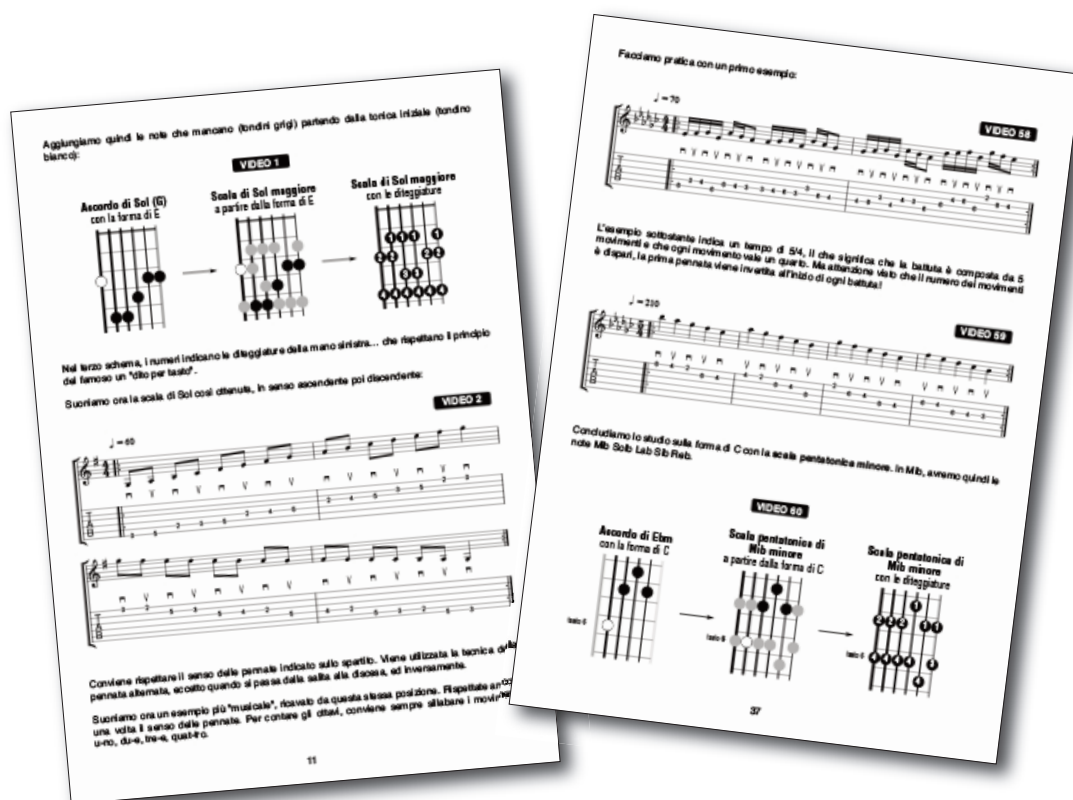 Aggiungiamo quindi le note che mancano (tondini grigi) partendo dalla tonica iniziale (tondino
bianco):
VIDEO 1
Accordo di Sol (G)
con la forma di E
Scala di Sol maggiore
a partire dalla forma di E
Scala di Sol maggiore
con le diteggiature
Nel terzo schema, i numeri indicano le diteggiature della mano sinistra... che rispettano il principio
del famoso un "dito per tasto".
Suoniamo ora la scala di Sol così ottenuta, in senso ascendente poi discendente:
VIDEO 2
♩ = 60
Conviene rispettare il senso delle pennate indicato sullo spartito. Viene utilizzata la tecnica
pennata alternata, eccetto quando si passa dalla salita alla discesa, ed inversamente.
Suoniamo ora un esempio più "musicale", ricavato da questa stessa posizione. Rispettate
una volta il senso delle pennate. Per contare gli ottavi, conviene sempre sillabare i
u-no, du-e, tre-e, quat-tro.
11
Facciamo pratica con un primo esempio:
♩ = 70
VIDEO 58
L'esempio sottostante indica un tempo di 5/4, il che significa che la battuta è composta da 5
movimenti e che ogni movimento vale un quarto. Ma attenzione visto che il numero dei movimenti
è dispari, la prima pennata viene invertita all'inizio di ogni battuta!
VIDEO 59
Concludiamo lo studio sulla forma di C con la scala pentatonica minore. In Mib, avremo quindi le
note Mib Solb Lab Sib Reb.
VIDEO 60
Accordo di Ebm
con la forma di C
Scala pentatonica di
Mib minore
a partire dalla forma di C
Scala pentatonica di
Mib minore
con le diteggiature
tasto 6
tasto 6
tasto 6
37